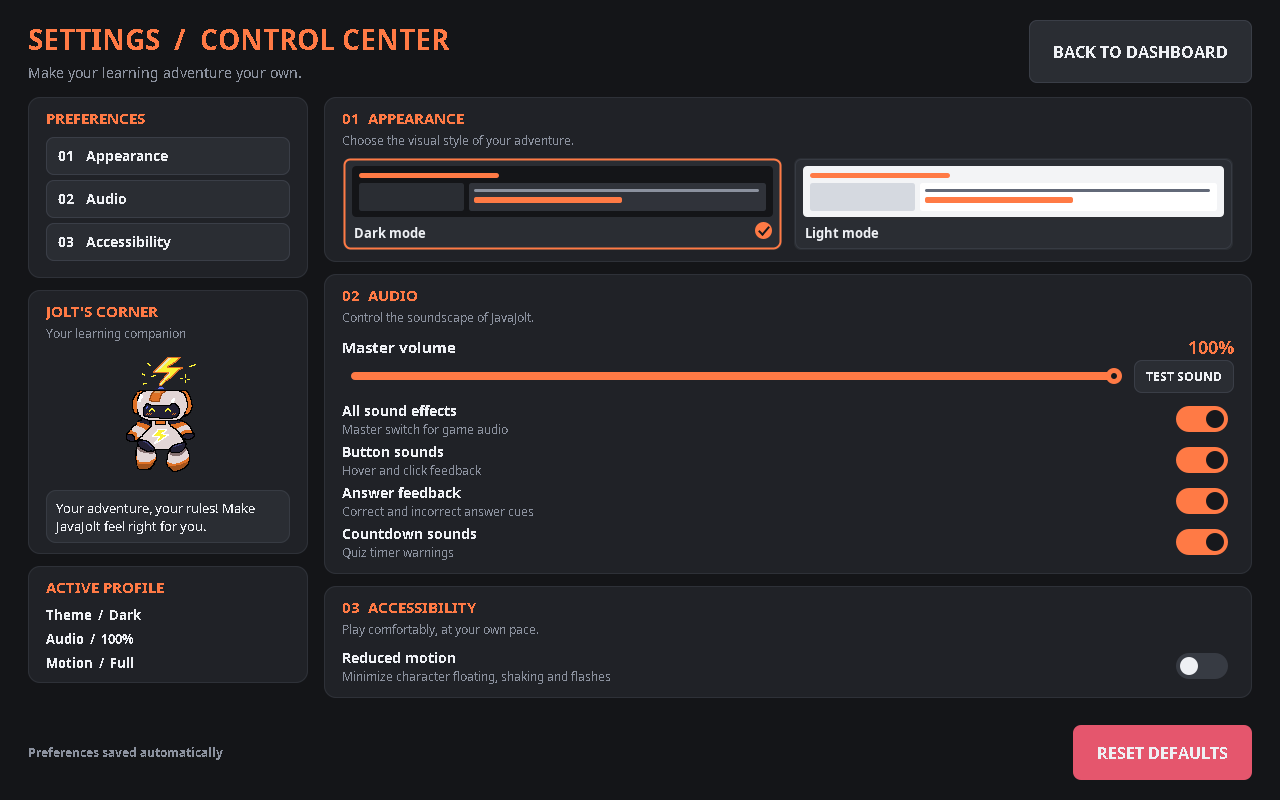 SETTINGS / CONTROL CENTER
Make your learning adventure your own.
BACK TO DASHBOARD
PREFERENCES
01 Appearance
02 Audio
03 Accessibility
JOLT'S CORNER
Your learning companion
Your adventure, your rules! Make
JavaJolt feel right for you.
ACTIVE PROFILE
Theme / Dark
Audio / 100%
Motion / Full
01 APPEARANCE
Choose the visual style of your adventure.
Dark mode
Light mode
02 AUDIO
Control the soundscape of JavaJolt.
Master volume
100%
TEST SOUND
All sound effects
Master switch for game audio
Button sounds
Hover and click feedback
Answer feedback
Correct and incorrect answer cues
Countdown sounds
Quiz timer warnings
03 ACCESSIBILITY
Play comfortably, at your own pace.
Reduced motion
Minimize character floating, shaking and flashes
Preferences saved automatically
RESET DEFAULTS